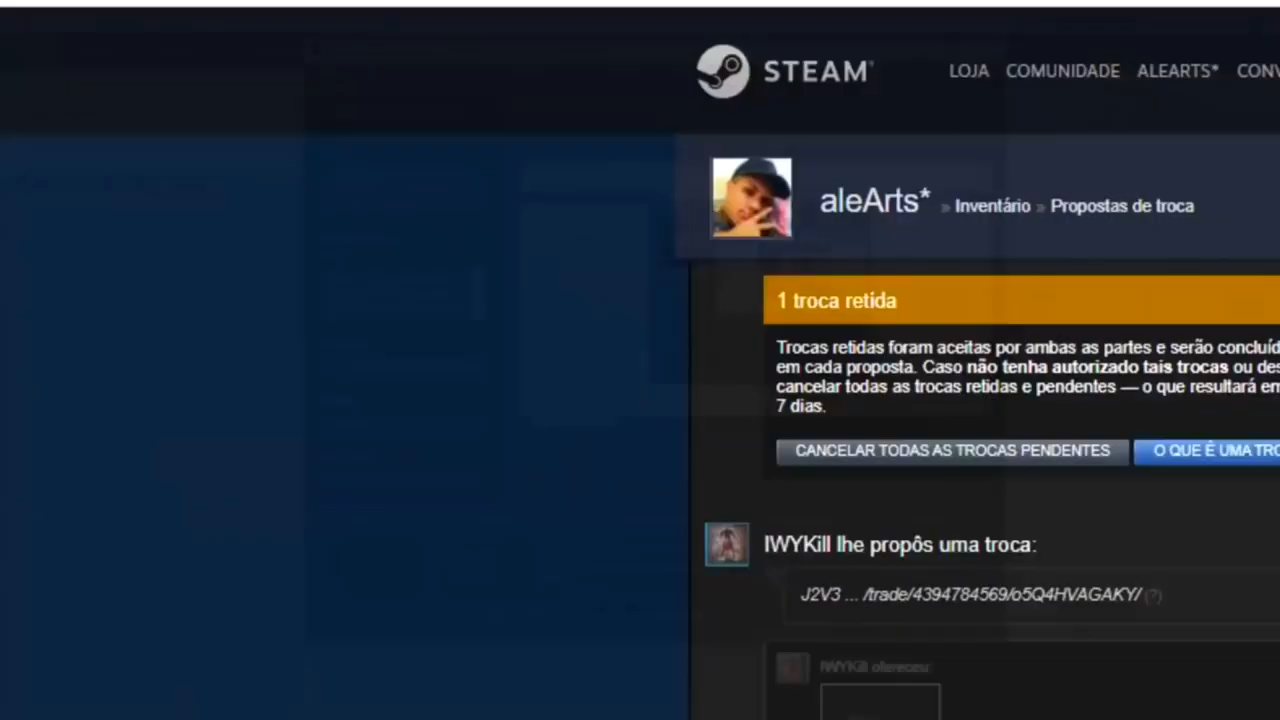 STEAM
LOJA COMUNIDADE ALEARTS* CONV
aleArts* » Inventário » Propostas de troca
1 troca retida
Trocas retidas foram aceitas por ambas as partes e serão concluíd
em cada proposta. Caso não tenha autorizado tais trocas ou des
cancelar todas as trocas retidas e pendentes — o que resultará em
7 dias.
CANCELAR TODAS AS TROCAS PENDENTES
O QUE É UMA TRO
IWYKill lhe propôs uma troca:
J2V3 ... /trade/4394784569/o5Q4HVAGAKY/ (?)
IWYKill ofereceu: